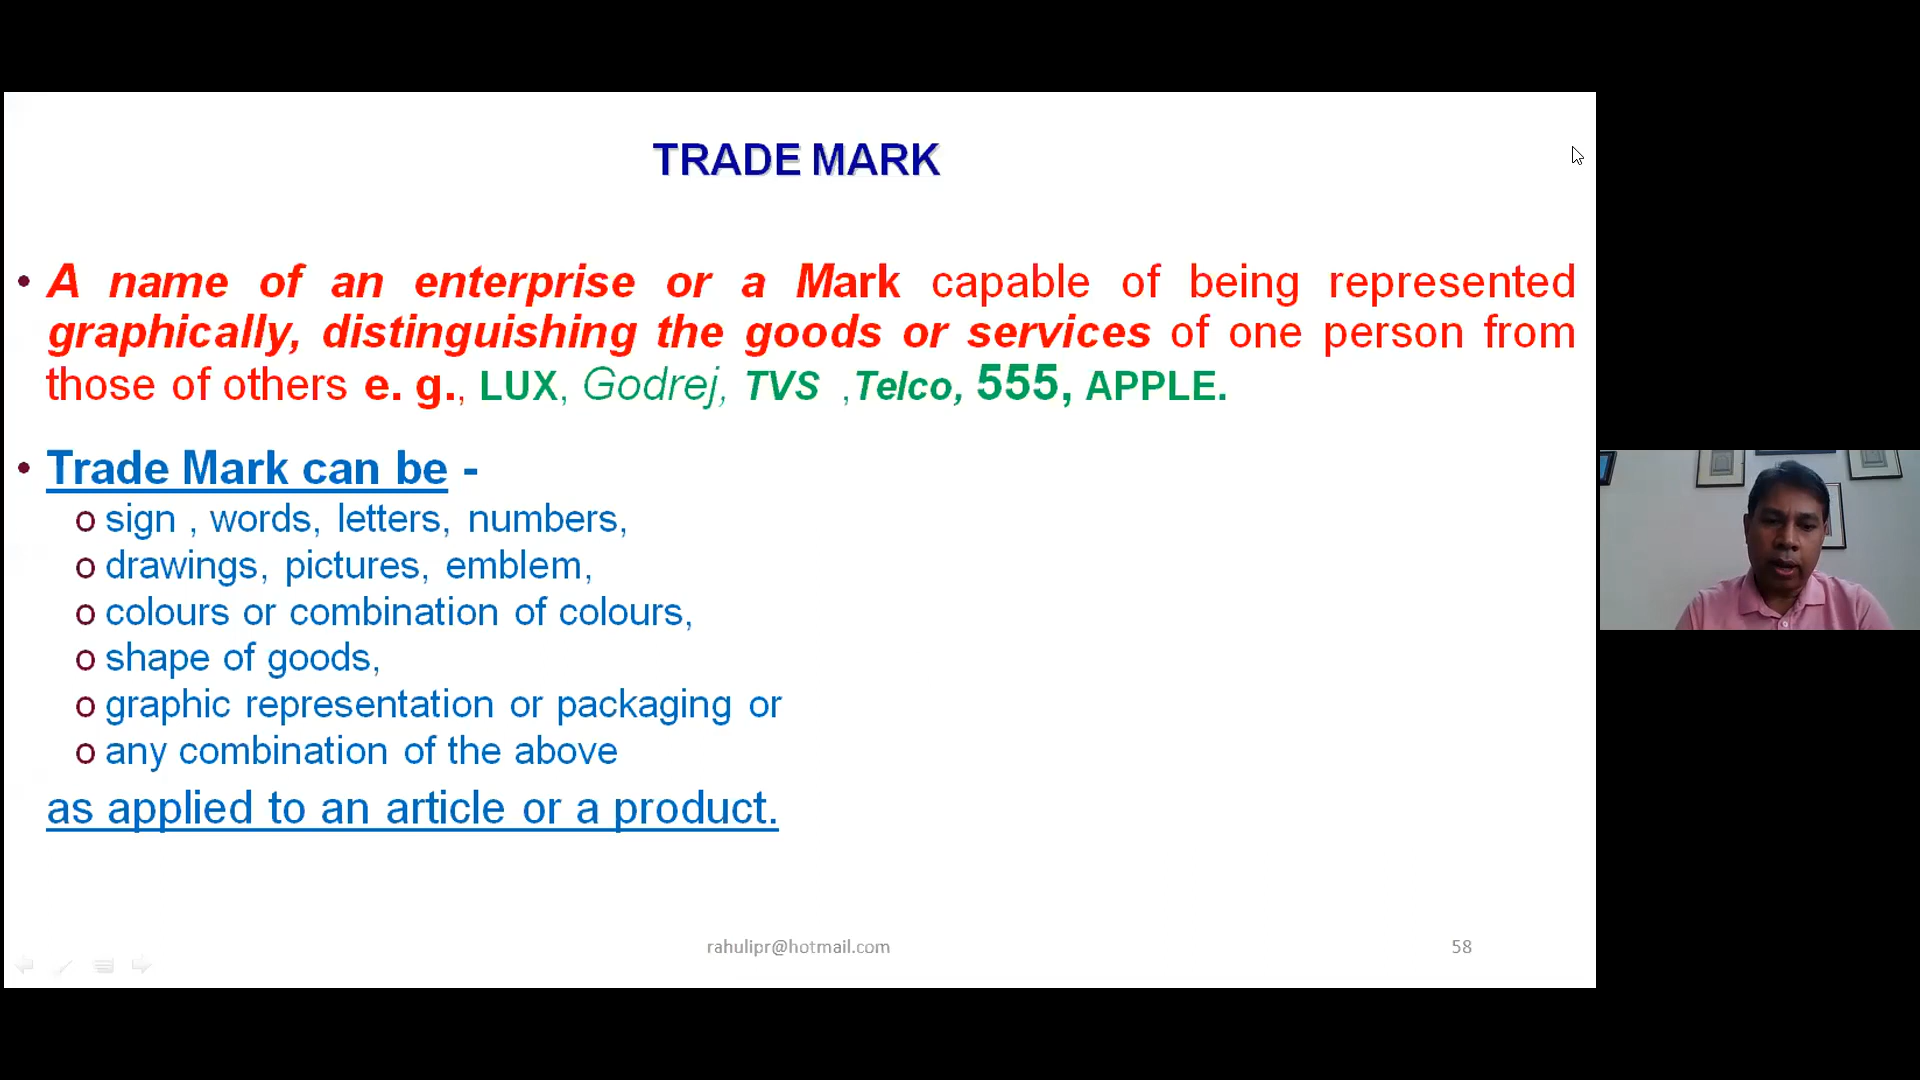 TRADE MARK
• A name of an enterprise or a Mark capable of being represented
graphically, distinguishing the goods or services of one person from
those of others e. g., LUX, Godrej, TVS ,Telco, 555, APPLE.
• Trade Mark can be -
o sign , words, letters, numbers,
o drawings, pictures, emblem,
o colours or combination of colours,
o shape of goods,
o graphic representation or packaging or
o any combination of the above
as applied to an article or a product.
rahulipr@hotmail.com
58